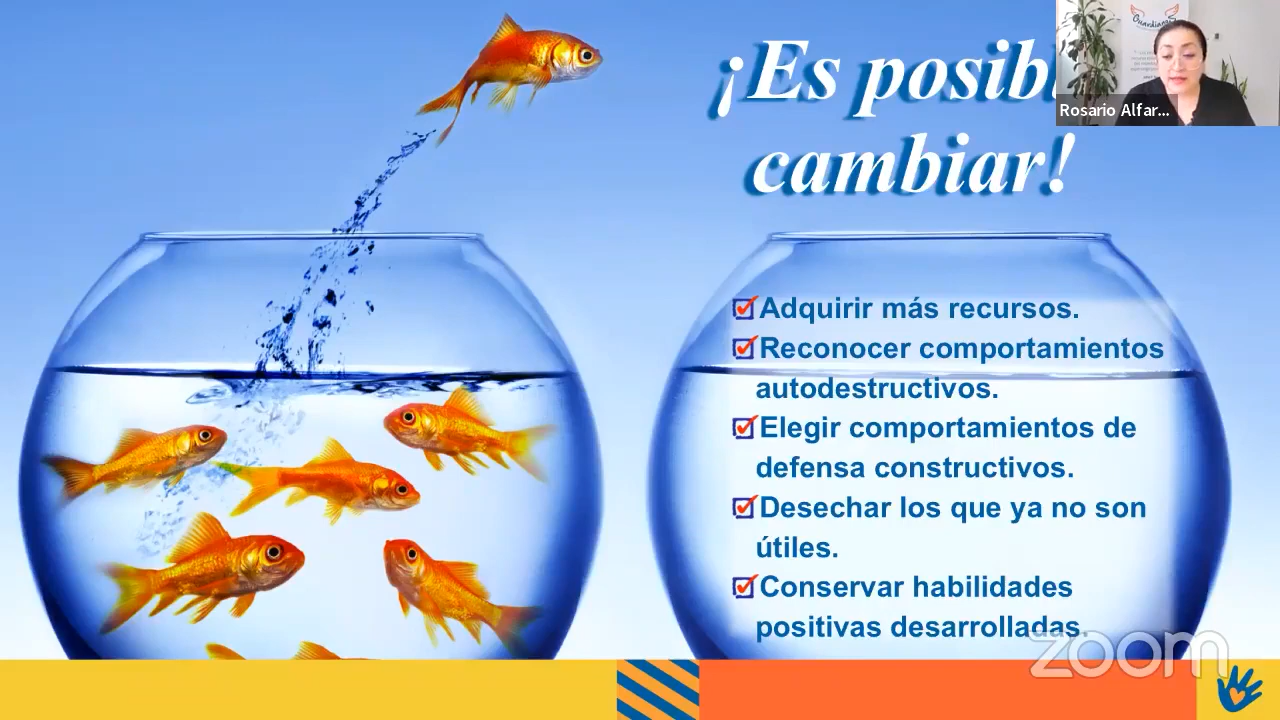 ¡Es posib
cambiar!
Guardianes
Rosario Alfar...
Adquirir más recursos.
Reconocer comportamientos
autodestructivos.
Elegir comportamientos de
defensa constructivos.
Desechar los que ya no son
útiles.
Conservar habilidades
positivas desarrolladas.
zoom